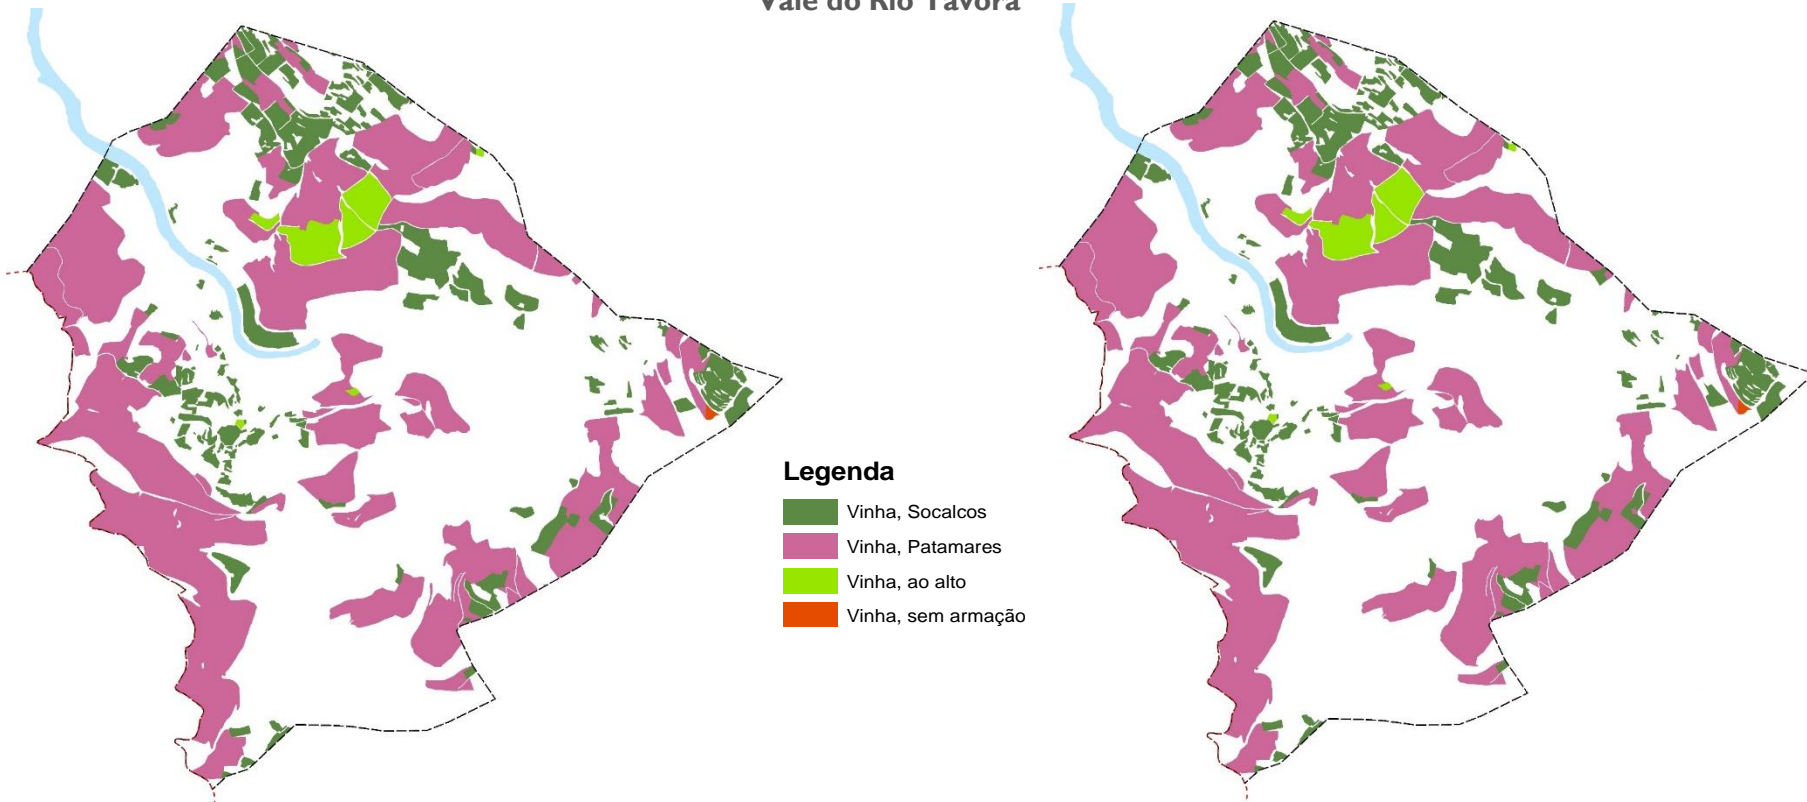 Vale do Rio Távora
Legenda
Vinha, Socalcos
Vinha, Patamares
Vinha, ao alto
Vinha, sem armação